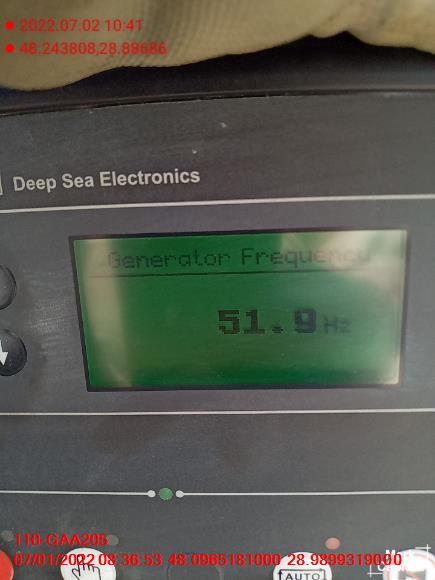 2022.07.02 10:41
48.243808,28.88686
Deep Sea Electronics
Generator Frequency
51.9 Hz
110-GAA205
07/01/2022 08:36:53 48.0965181000 28.9899319000
AUTO